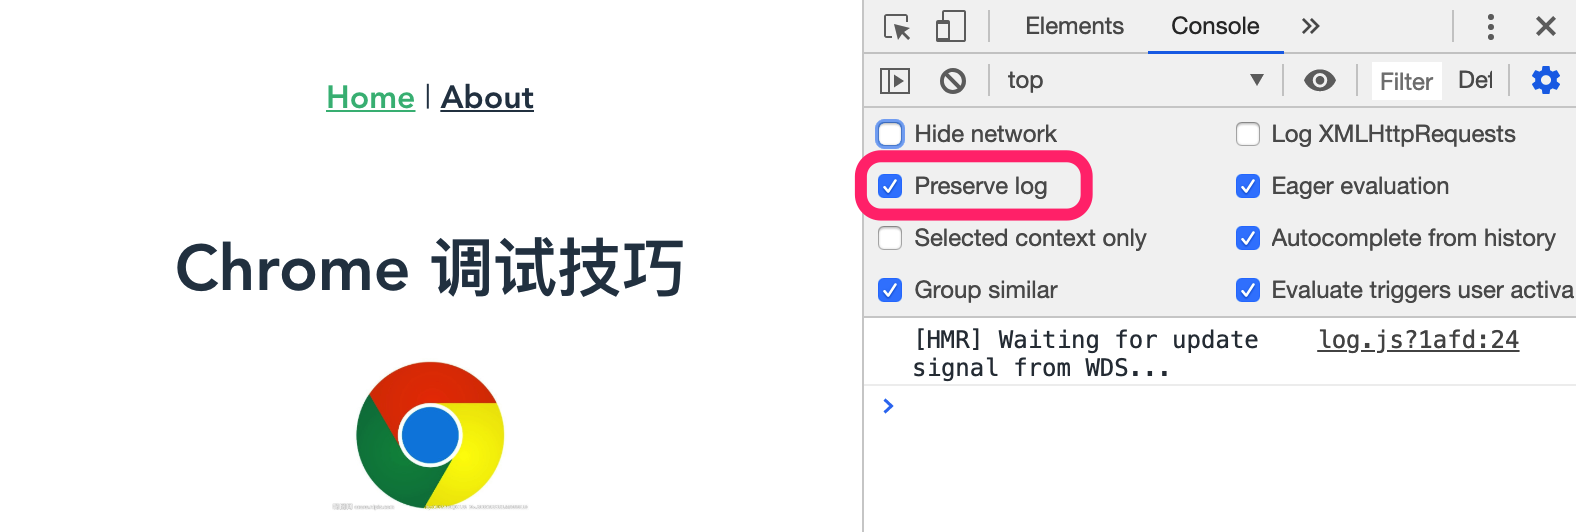 Home | About
Chrome 调试技巧
Elements Console
top Filter Def
Hide network Log XMLHttpRequests
Preserve log Eager evaluation
Selected context only Autocomplete from history
Group similar Evaluate triggers user activa
[HMR] Waiting for update log.js?1afd:24
signal from WDS...